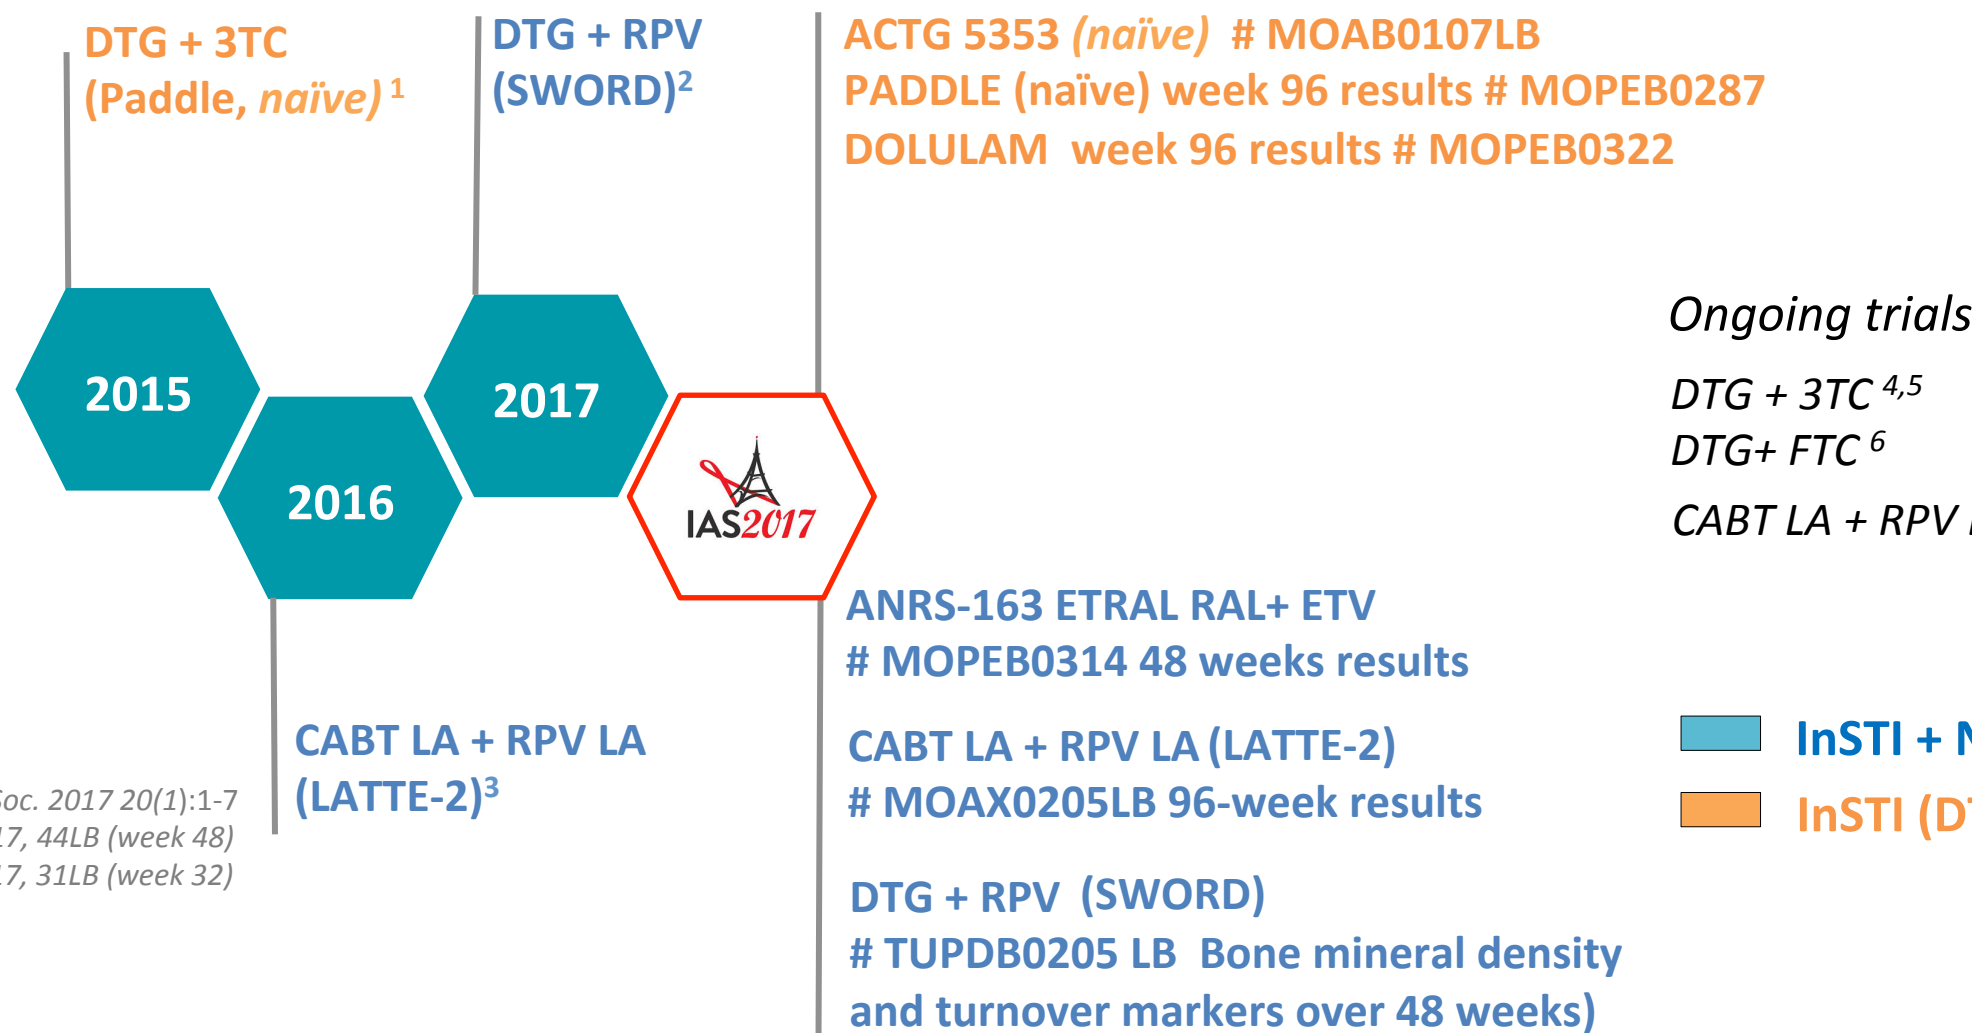 DTG + 3TC
(Paddle, naïve) 1
DTG + RPV
(SWORD)2
ACTG 5353 (naïve) # MOAB0107LB
PADDLE (naïve) week 96 results # MOPEB0287
DOLULAM week 96 results # MOPEB0322
2015
2016
2017
IAS2017
Ongoing trials
DTG + 3TC 4,5
DTG+ FTC 6
CABT LA + RPV
CABT LA + RPV LA
(LATTE-2)3
ANRS-163 ETRAL RAL+ ETV
# MOPEB0314 48 weeks results
CABT LA + RPV LA (LATTE-2)
# MOAX0205LB 96-week results
DTG + RPV (SWORD)
# TUPDB0205 LB Bone mineral density
and turnover markers over 48 weeks)
InSTI +
InSTI (DT
Soc. 2017 20(1):1-7
17, 44LB (week 48)
17, 31LB (week 32)